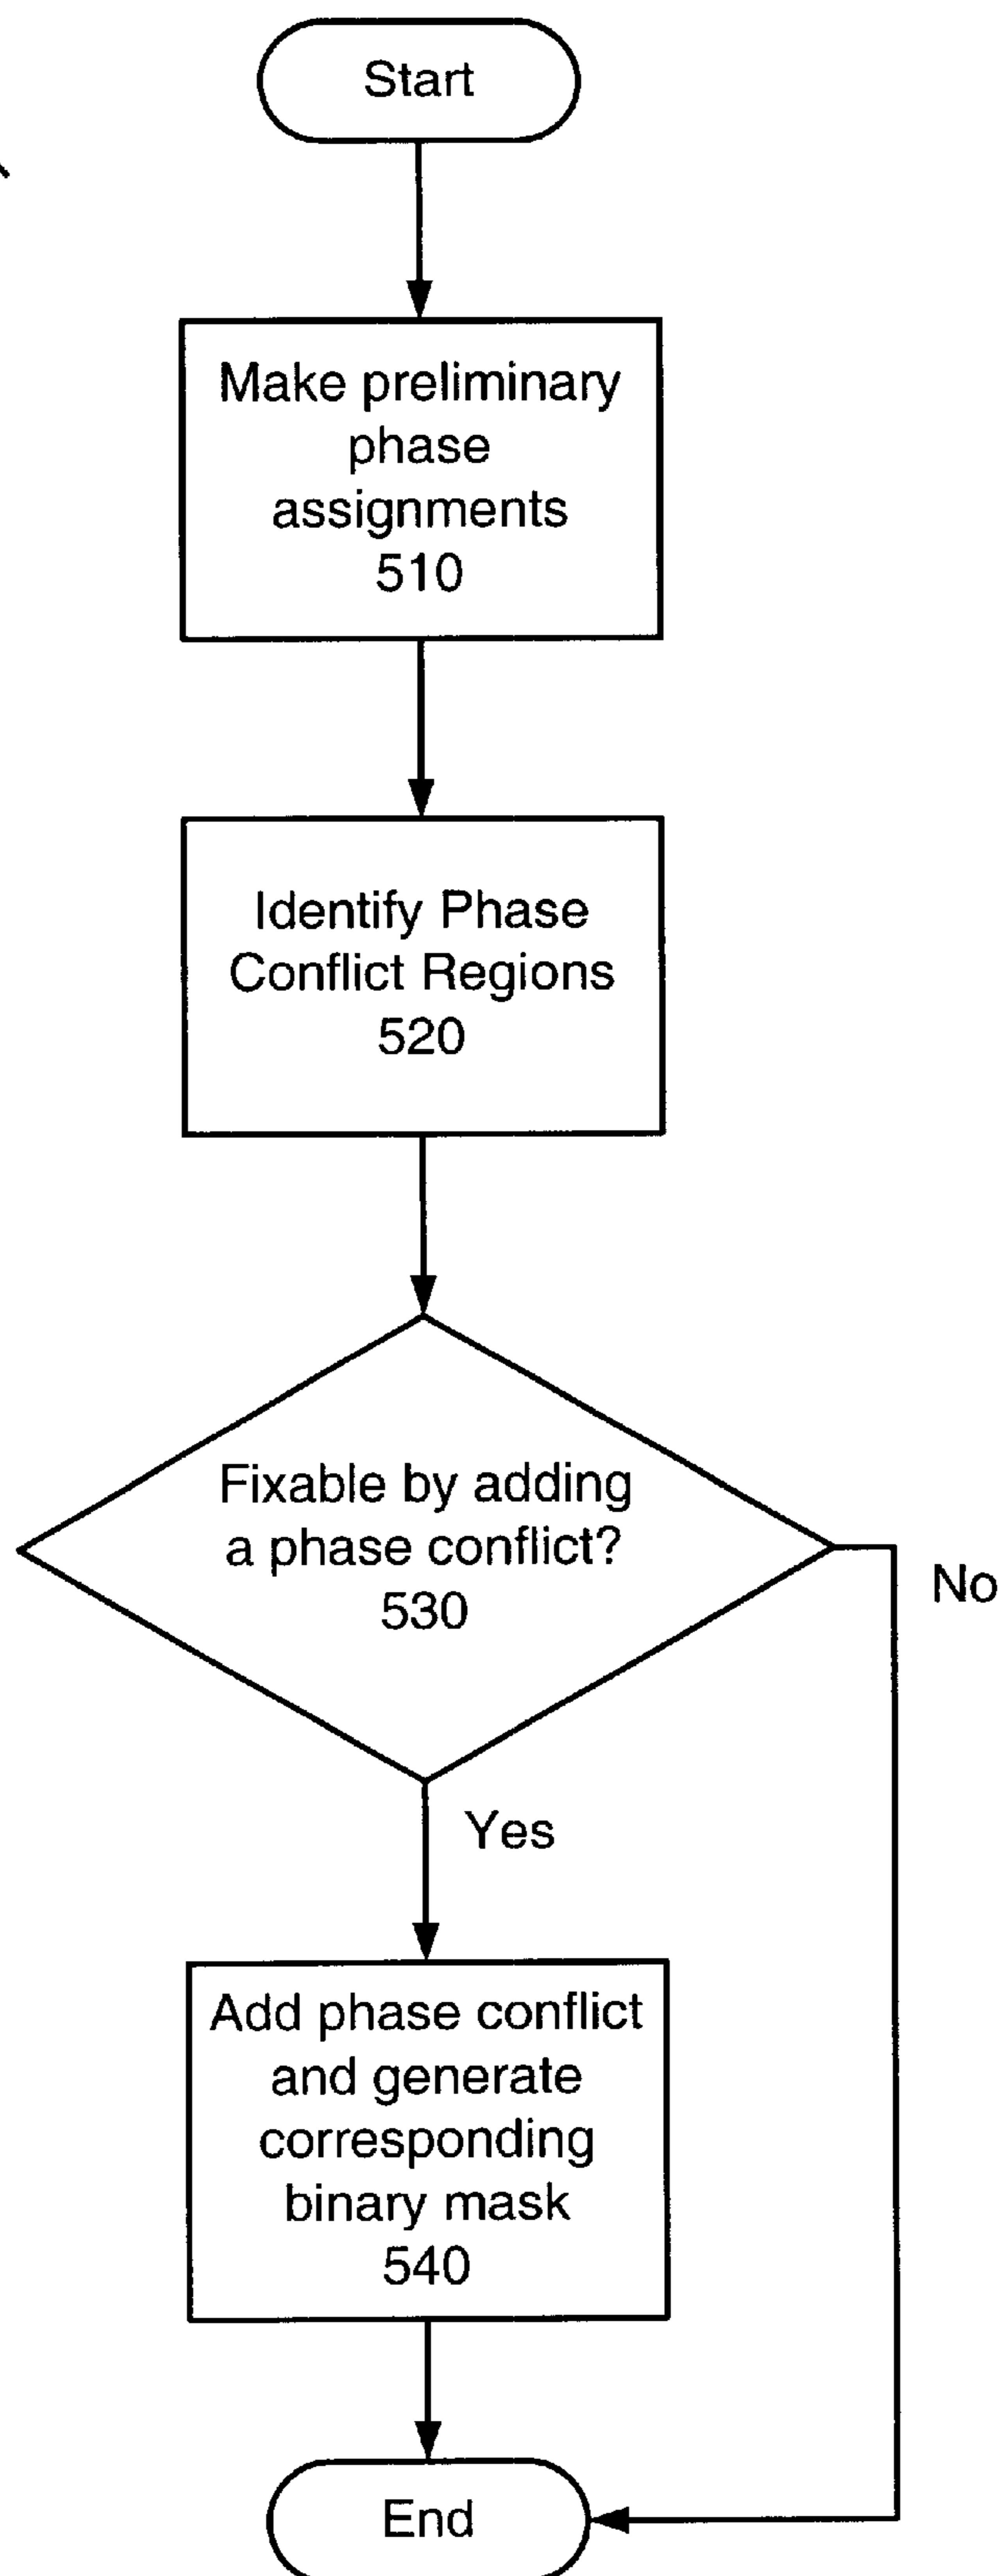 Start
Make preliminary
phase
assignments
510
Identify Phase
Conflict Regions
520
Fixable by adding
a phase conflict?
530
No
Yes
Add phase conflict
and generate
corresponding
binary mask
540
End